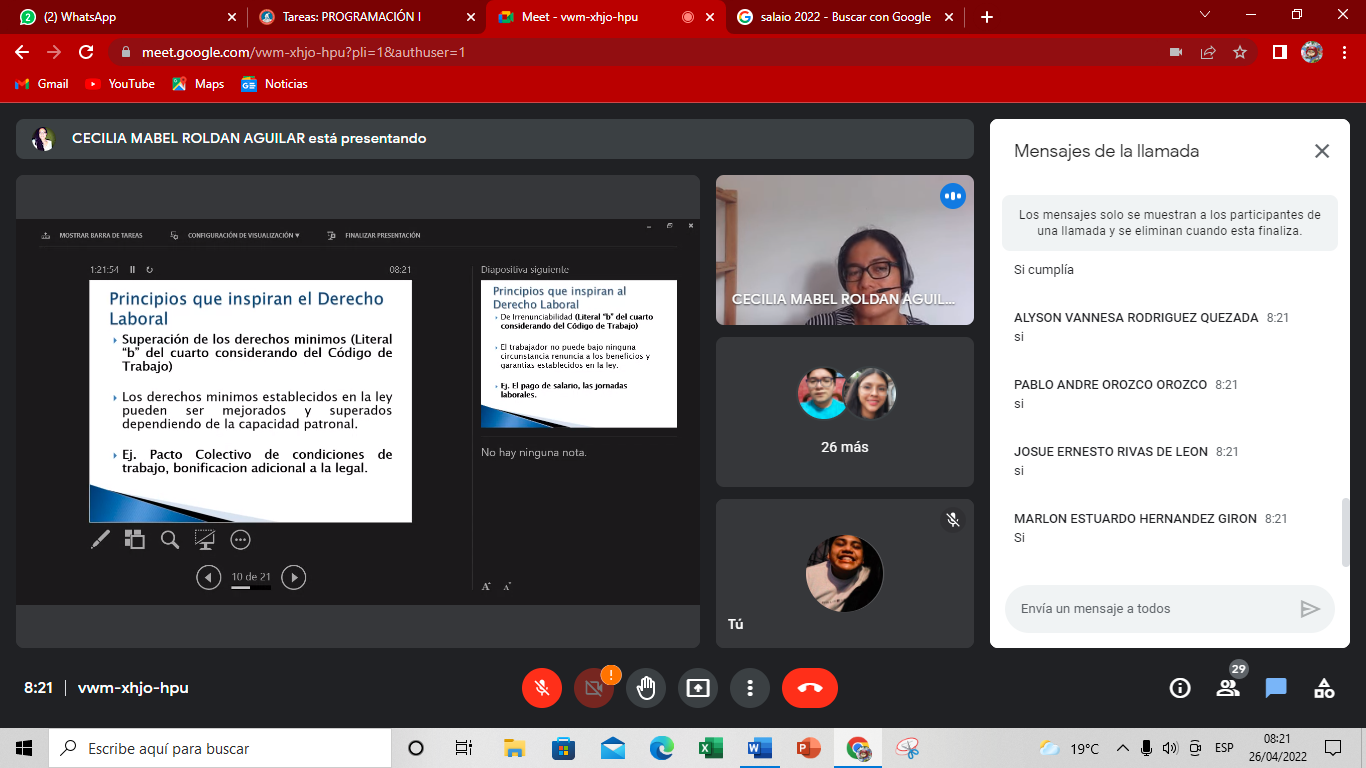 (2) WhatsApp
Tareas: PROGRAMACIÓN I
Meet - vwm-xhjo-hpu
salaio 2022 - Buscar con Google
meet.google.com/vwm-xhjo-hpu?pli=1&authuser=1
Gmail
YouTube
Maps
Noticias
CECILIA MABEL ROLDAN AGUILAR está presentando
MOSTRAR BARRA DE TAREAS
CONFIGURACIÓN DE VISUALIZACIÓN ▾
FINALIZAR PRESENTACIÓN
1:21:54
08:21
Principios que inspiran el Derecho
Laboral
Superación de los derechos minimos (Literal
“b” del cuarto considerando del Código de
Trabajo)
Los derechos minimos establecidos en la ley
pueden ser mejorados y superados
dependiendo de la capacidad patronal.
Ej. Pacto Colectivo de condiciones de
trabajo, bonificacion adicional a la legal.
10 de 21
Diapositiva siguiente
Principios que inspiran al
Derecho Laboral
De Irrenunciabilidad (Literal “b” del cuarto
considerando del Código de Trabajo)
El trabajador no puede bajo ninguna
circunstancia renuncia a los beneficios y
garantías establecidos en la ley.
Ej. El pago de salario, las jornadas
laborales.
No hay ninguna nota.
A A
CECILIA MABEL ROLDAN AGUIL...
26 más
Tú
Mensajes de la llamada
Los mensajes solo se muestran a los participantes de
una llamada y se eliminan cuando esta finaliza.
Si cumplía
ALYSON VANNESA RODRIGUEZ QUEZADA 8:21
si
PABLO ANDRE OROZCO OROZCO 8:21
si
JOSUE ERNESTO RIVAS DE LEON 8:21
si
MARLON ESTUARDO HERNANDEZ GIRON 8:21
Si
Envía un mensaje a todos
8:21 | vwm-xhjo-hpu
29
Escribe aquí para buscar
19°C
ESP
08:21
26/04/2022